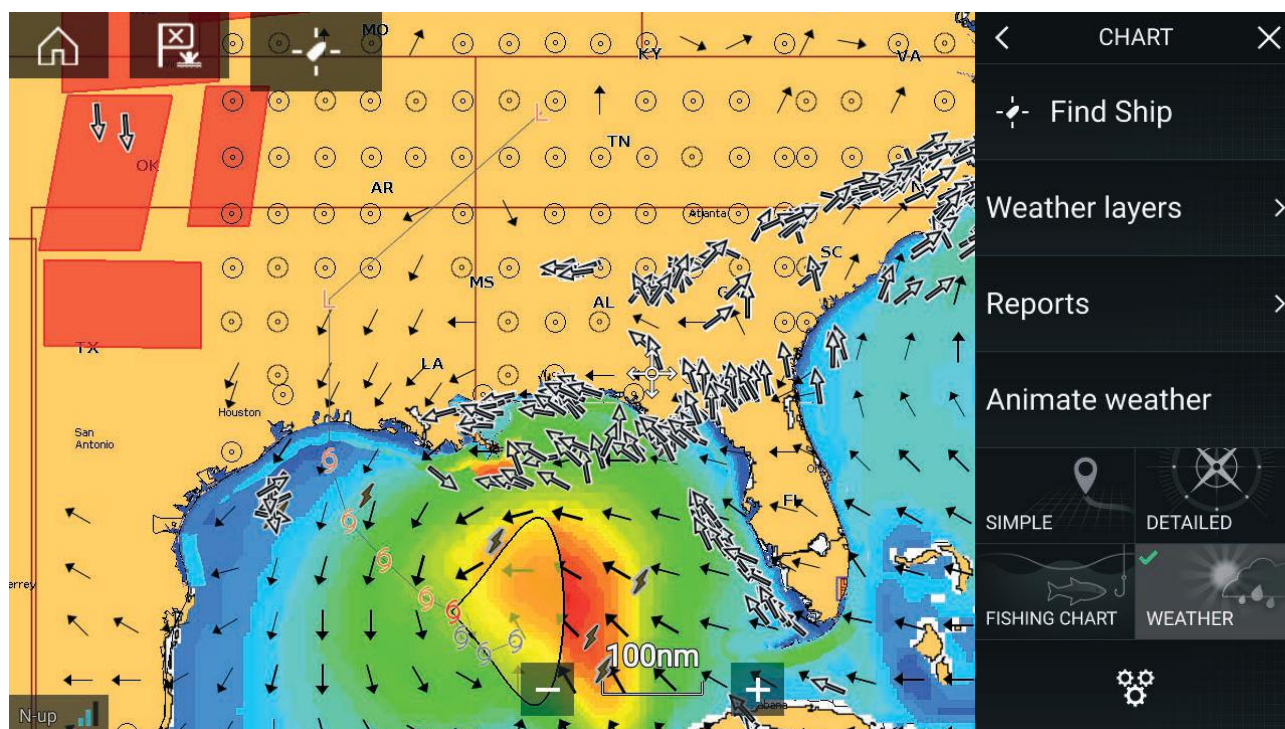 MO
KY
VA
OK
TN
AR
Atlanta
SC
MS
AL
TX
LA
Houston
San
Antonio
FL
100nm
N-up
CHART
Find Ship
Weather layers
Reports
Animate weather
SIMPLE
DETAILED
FISHING CHART
WEATHER